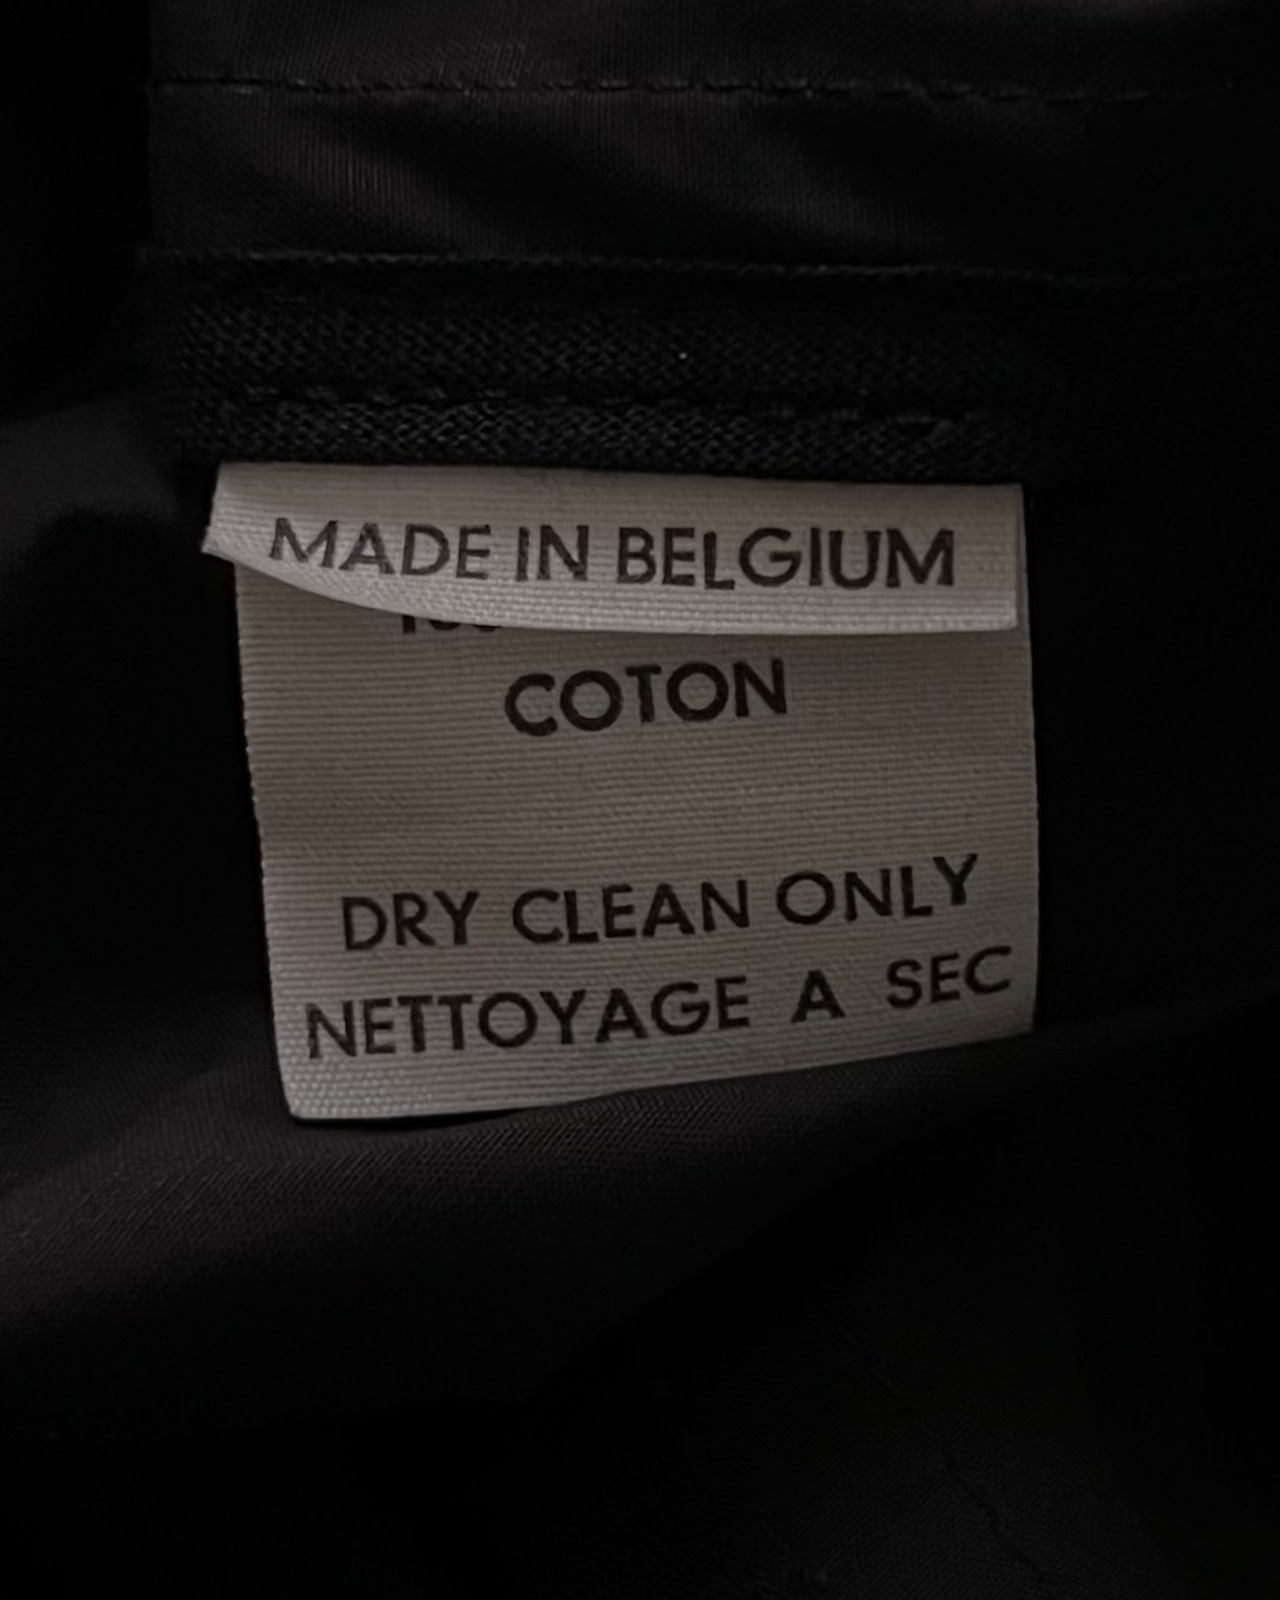 MADE IN BELGIUM
COTON
DRY CLEAN ONLY
NETTOYAGE A SEC